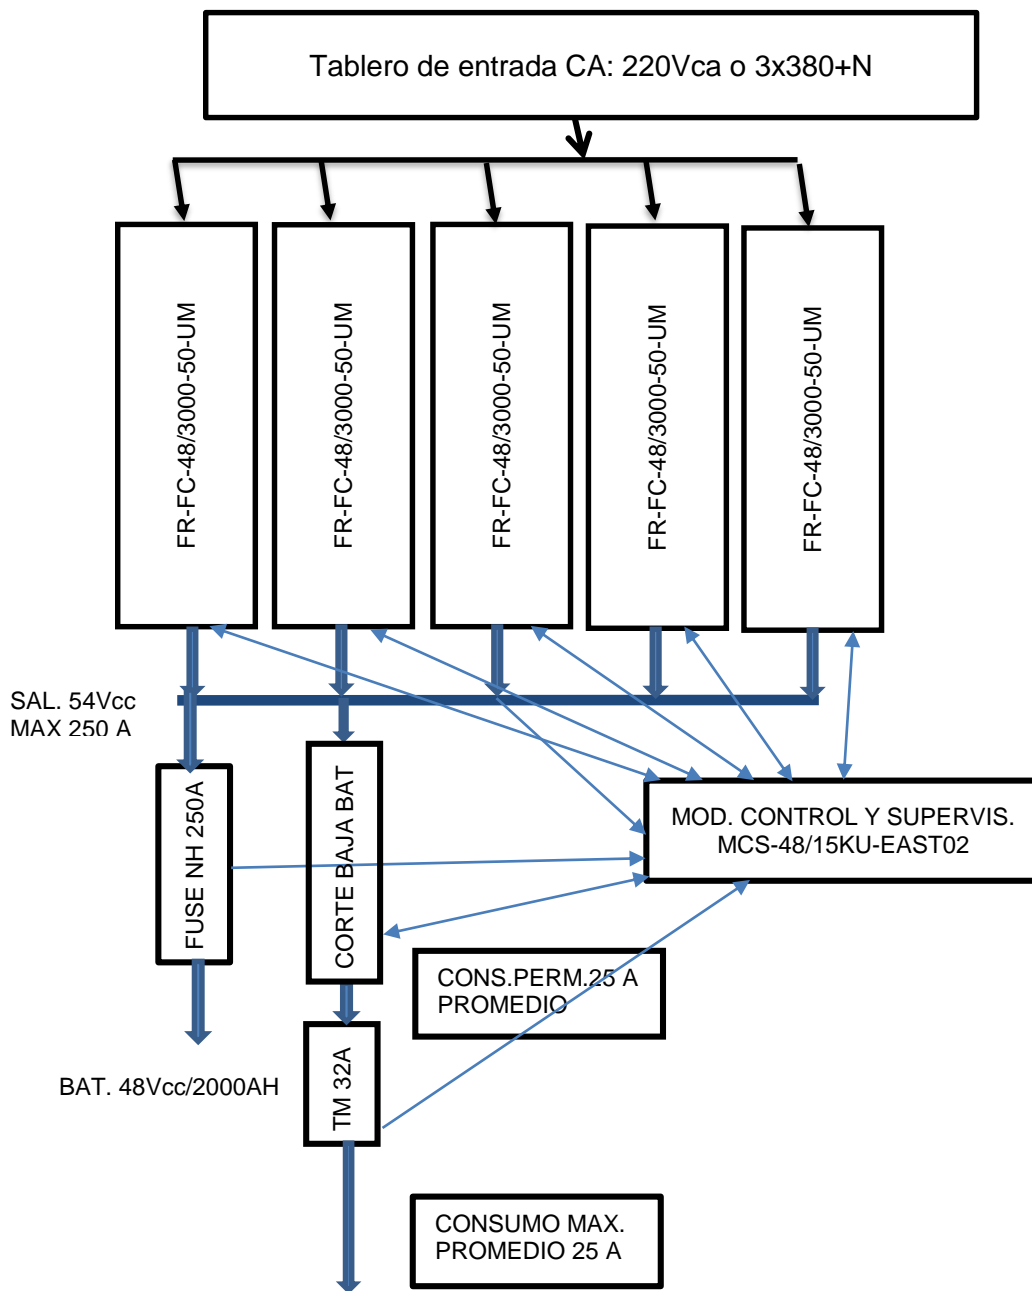 Tablero de entrada CA: 220Vca o 3x380+N
FR-FC-48/3000-50-UM
FR-FC-48/3000-50-UM
FR-FC-48/3000-50-UM
FR-FC-48/3000-50-UM
FR-FC-48/3000-50-UM
SAL. 54Vcc
MAX 250 A
FUSE NH 250A
CORTE BAJA BAT
MOD. CONTROL Y SUPERVIS.
MCS-48/15KU-EAST02
CONS.PERM.25 A
PROMEDIO
TM 32A
BAT. 48Vcc/2000AH
CONSUMO MAX.
PROMEDIO 25 A